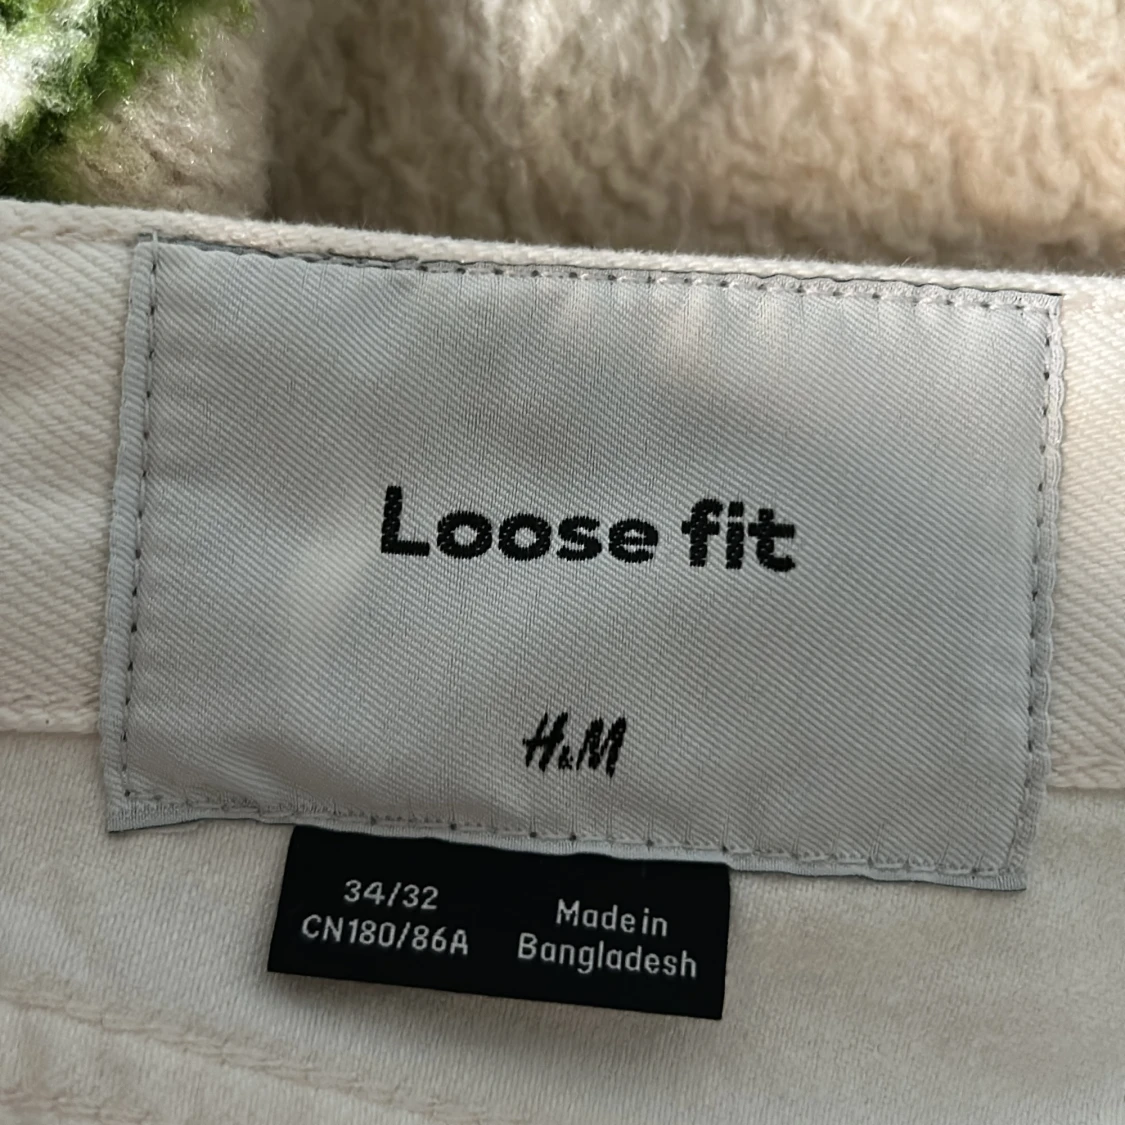 Loose fit
H&M
34/32
CN180/86A
Made in
Bangladesh